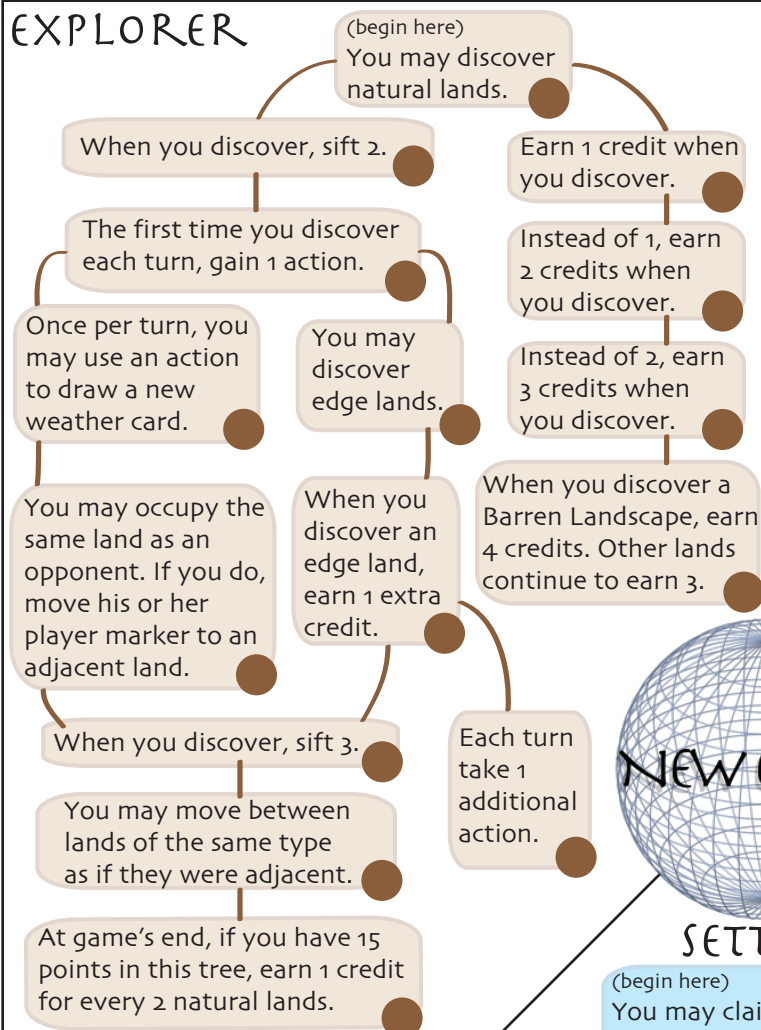 EXPLORER
(begin here)
You may discover
natural lands.
When you discover, sift 2.
The first time you discover
each turn, gain 1 action.
Once per turn, you
may use an action
to draw a new
weather card.
You may occupy the
same land as an
opponent. If you do,
move his or her
player marker to an
adjacent land.
You may
discover
edge lands.
When you
discover an
edge land,
earn 1 extra
credit.
When you discover, sift 3.
You may move between
lands of the same type
as if they were adjacent.
At game's end, if you have 15
points in this tree, earn 1 credit
for every 2 natural lands.
Each turn
take 1
additional
action.
Earn 1 credit when
you discover.
Instead of 1, earn
2 credits when
you discover.
Instead of 2, earn
3 credits when
you discover.
When you discover a
Barren Landscape, earn
4 credits. Other lands
continue to earn 3.
NEW
SETT
(begin here)
You may clai